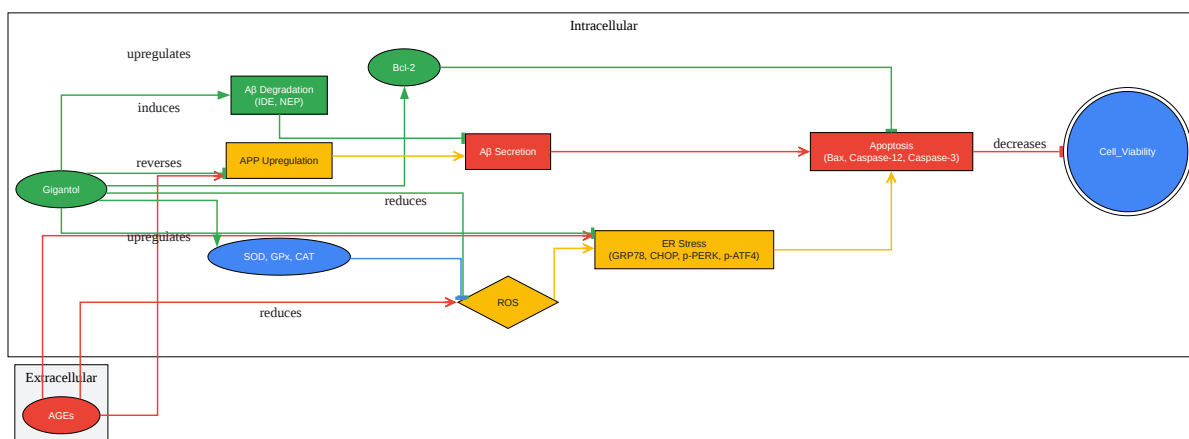 Intracellular
upregulates
Bcl-2
Aβ Degradation
(IDE, NEP)
induces
Apoptosis
(Bax, Caspase-12, Caspase-3)
decreases
Cell_Viability
Aβ Secretion
APP Upregulation
reverses
Gigantol
reduces
upregulates
ER Stress
(GRP78, CHOP, p-PERK, p-ATF4)
SOD, GPx, CAT
ROS
reduces
Extracellular
AGEs